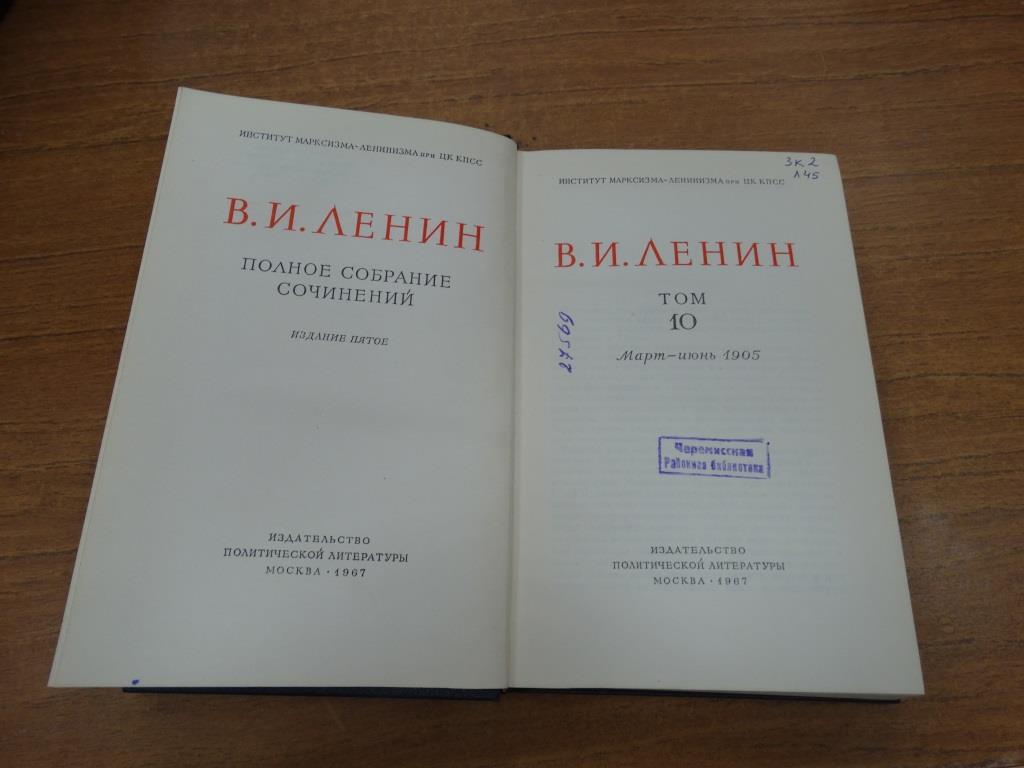 ИНСТИТУТ МАРКСИЗМА-ЛЕНИНИЗМА при ЦК КПСС
В. И. ЛЕНИН
ПОЛНОЕ СОБРАНИЕ
СОЧИНЕНИЙ
ИЗДАНИЕ ПЯТОЕ
ИЗДАТЕЛЬСТВО
ПОЛИТИЧЕСКОЙ ЛИТЕРАТУРЫ
МОСКВА · 1967
3К2
Л45
ИНСТИТУТ МАРКСИЗМА-ЛЕНИНИЗМА при ЦК КПСС
В. И. ЛЕНИН
ТОМ
10
Март – июнь 1905
27569
Черемисская
Районная библиотека
ИЗДАТЕЛЬСТВО
ПОЛИТИЧЕСКОЙ ЛИТЕРАТУРЫ
МОСКВА · 1967